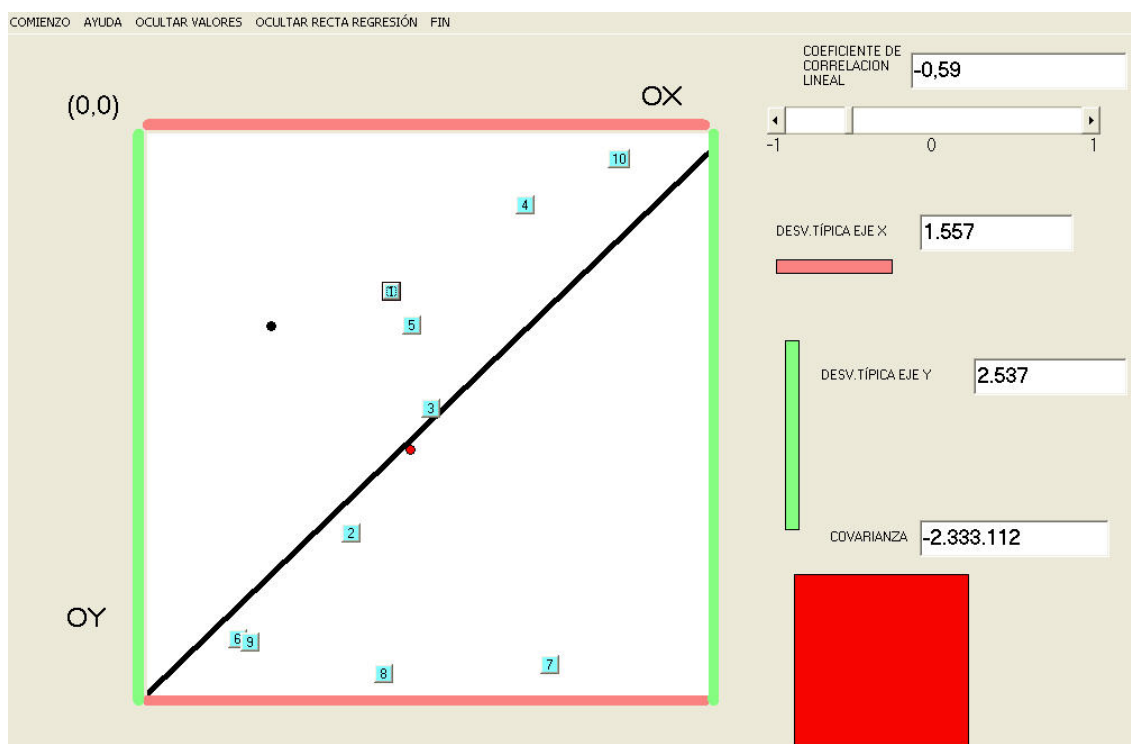 COMIENZO AYUDA OCULTAR VALORES OCULTAR RECTA REGRESIÓN FIN
COEFICIENTE DE
CORRELACION
LINEAL
-0,59
(0,0)
OX
-1 0 1
10
4
DESV.TÍPICA EJE X 1.557
1
5
DESV.TÍPICA EJE Y 2.537
3
2
COVARIANZA -2.333.112
OY
6 9
8
7